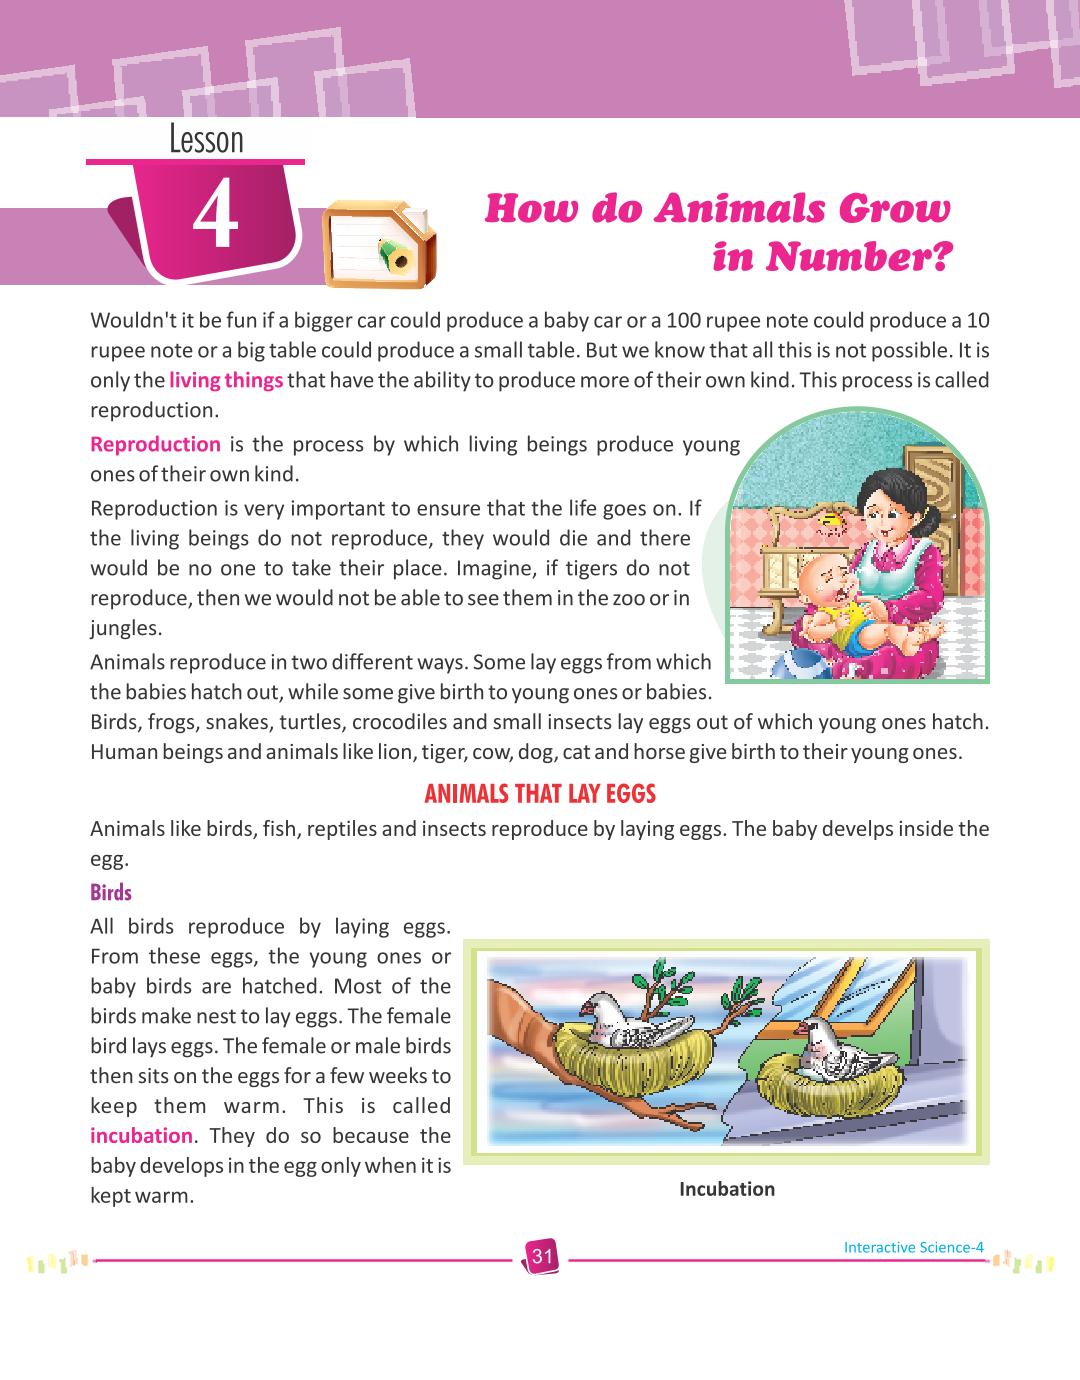 Lesson
4
How do Animals Grow
in Number?
Wouldn't it be fun if a bigger car could produce a baby car or a 100 rupee note could produce a 10
rupee note or a big table could produce a small table. But we know that all this is not possible. It is
only the living things that have the ability to produce more of their own kind. This process is called
reproduction.
Reproduction is the process by which living beings produce young
ones of their own kind.
Reproduction is very important to ensure that the life goes on. If
the living beings do not reproduce, they would die and there
would be no one to take their place. Imagine, if tigers do not
reproduce, then we would not be able to see them in the zoo or in
jungles.
Animals reproduce in two different ways. Some lay eggs from which
the babies hatch out, while some give birth to young ones or babies.
Birds, frogs, snakes, turtles, crocodiles and small insects lay eggs out of which young ones hatch.
Human beings and animals like lion, tiger, cow, dog, cat and horse give birth to their young ones.
ANIMALS THAT LAY EGGS
Animals like birds, fish, reptiles and insects reproduce by laying eggs. The baby develps inside the
egg.
Birds
All birds reproduce by laying eggs.
From these eggs, the young ones or
baby birds are hatched. Most of the
birds make nest to lay eggs. The female
bird lays eggs. The female or male birds
then sits on the eggs for a few weeks to
keep them warm. This is called
incubation. They do so because the
baby develops in the egg only when it is
kept warm.
Incubation
31
Interactive Science-4